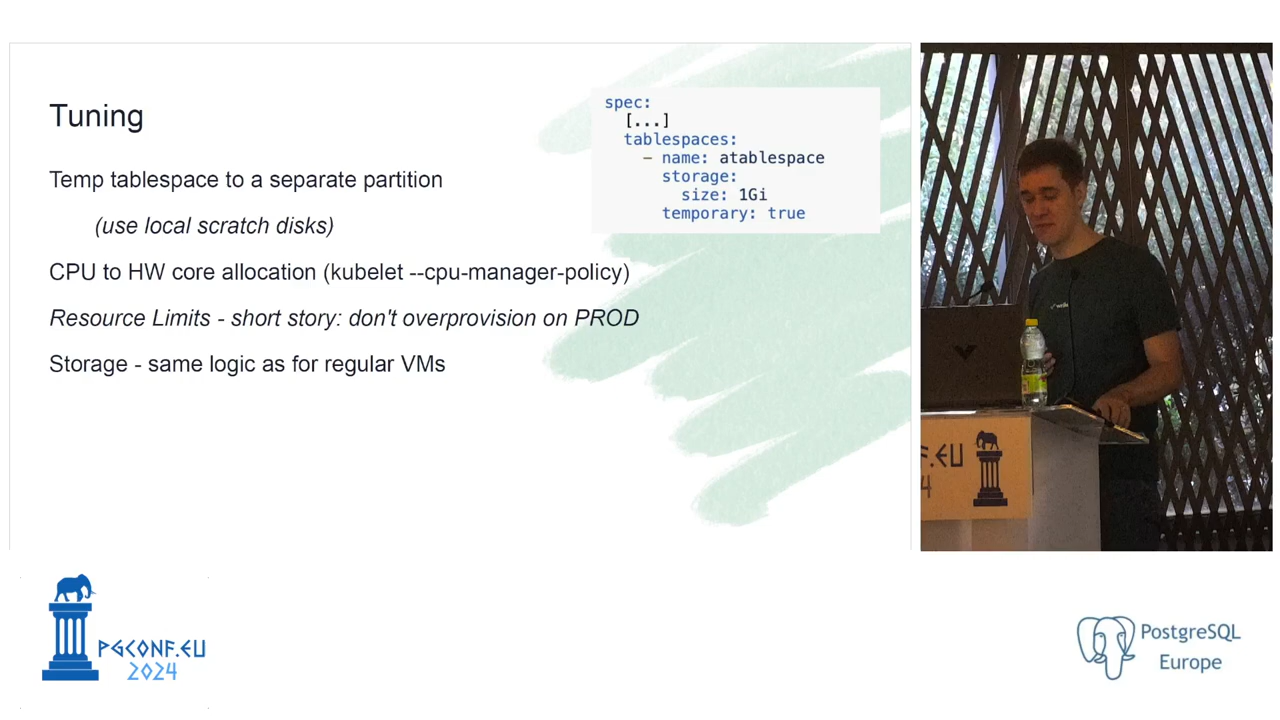 Tuning
Temp tablespace to a separate partition
(use local scratch disks)
CPU to HW core allocation (kubelet --cpu-manager-policy)
Resource Limits - short story: don't overprovision on PROD
Storage - same logic as for regular VMs
spec:
[...]
tablespaces:
- name: atablespace
storage:
size: 1Gi
temporary: true
F.EU
4
PGCONF.EU
2024
PostgreSQL
Europe